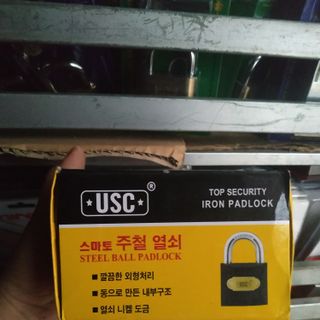 USC®
TOP SECURITY
IRON PADLOCK
스마토 주철 열쇠
STEEL BALL PADLOCK
■ 깔끔한 외형처리
■ 동으로 만든 내부구조
■ 열쇠 니켈 도금